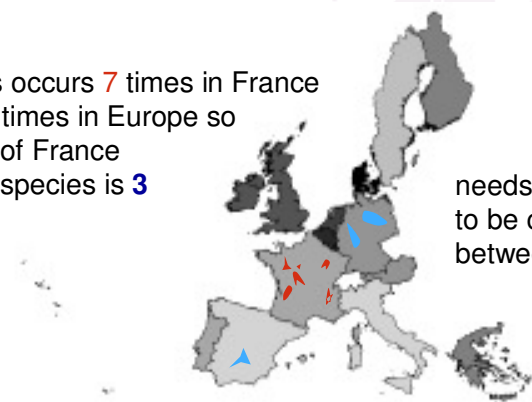 s occurs 7 times in France
times in Europe so
of France
species is 3
needs
to be
betwe